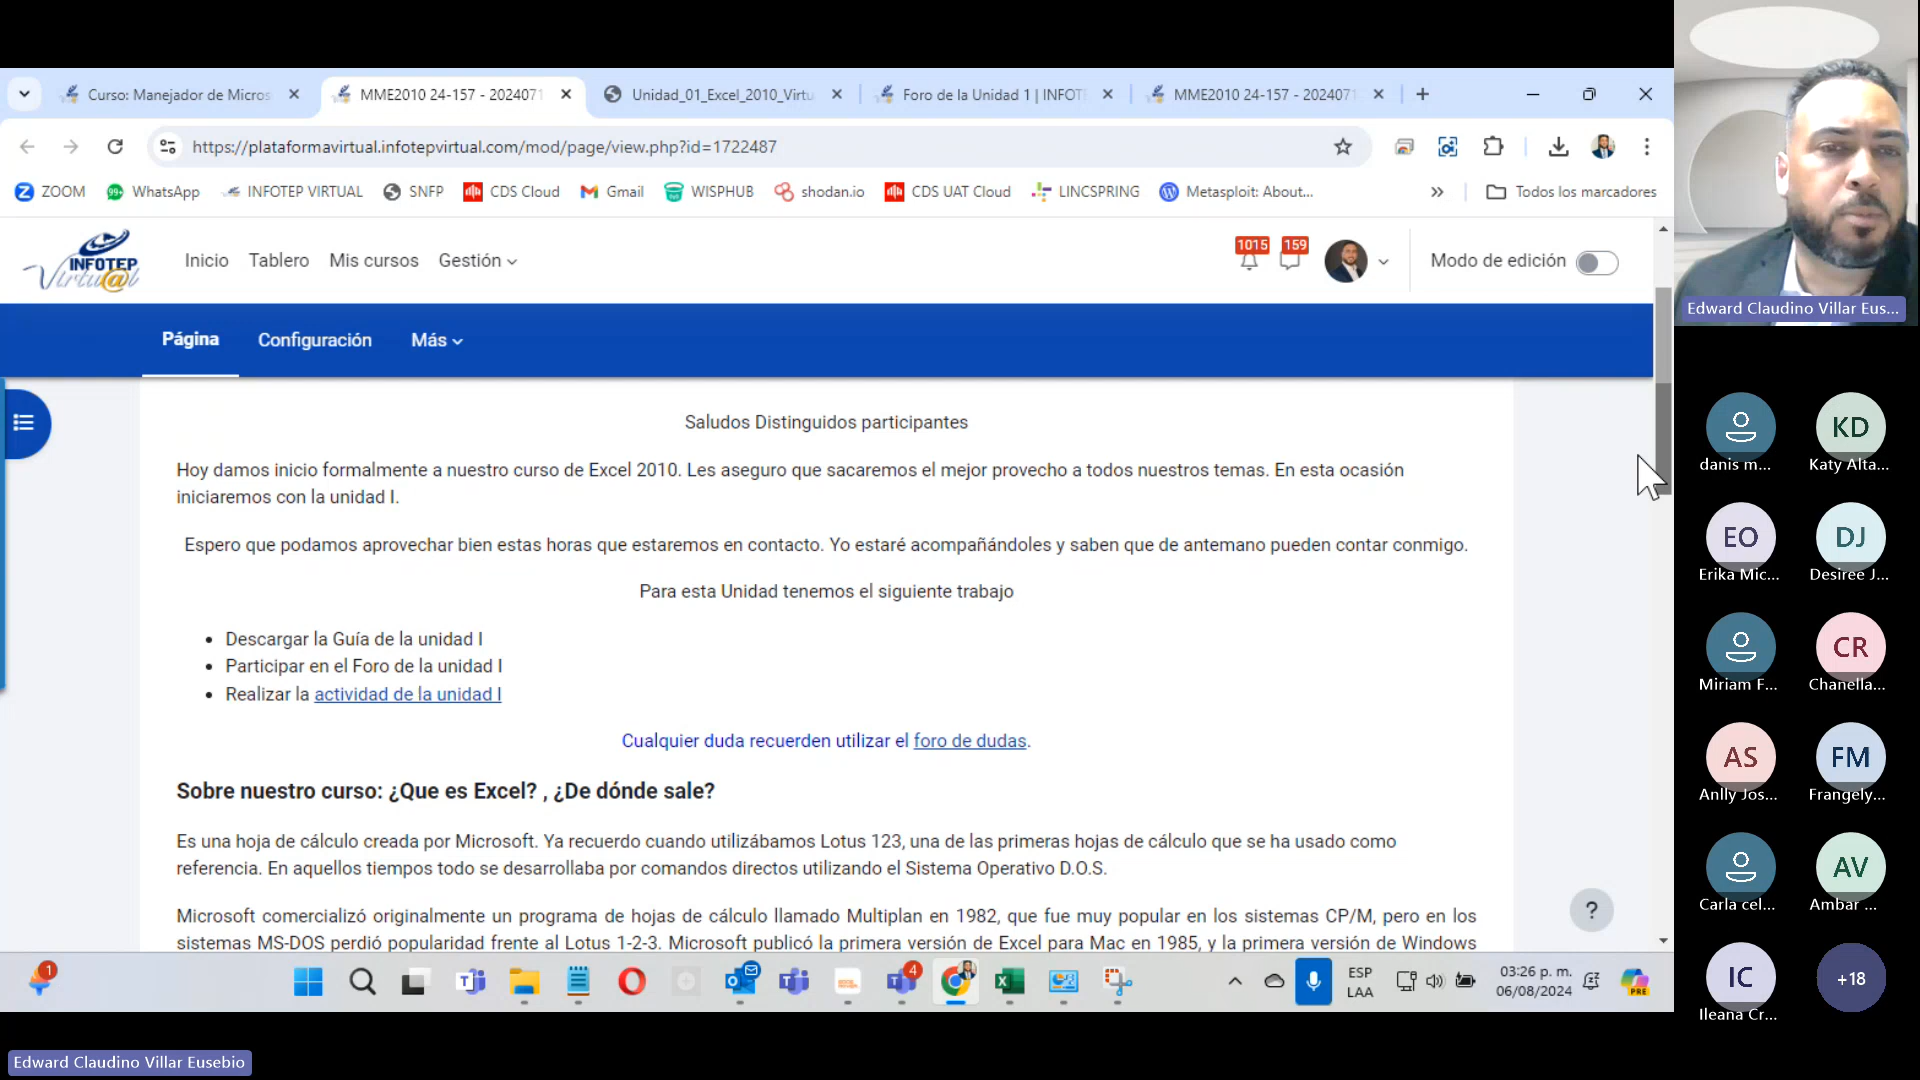 Curso: Manejador de Micros
MME2010 24-157 - 2024071
Unidad_01_Excel_2010_Virtu
Foro de la Unidad 1 | INFOT
MME2010 24-157 - 202407
https://plataformavirtual.infotepvirtual.com/mod/page/view.php?id=1722487
ZOOM
99+
WhatsApp
INFOTEP VIRTUAL
SNFP
CDS Cloud
Gmail
WISPHUB
shodan.io
CDS UAT Cloud
LINCSPRING
Metasploit: About...
Todos los marcadores
INFOTEP
Virtu@l
Inicio
Tablero
Mis cursos
Gestión
1015
159
Modo de edición
Página
Configuración
Más
Saludos Distinguidos participantes
Hoy damos inicio formalmente a nuestro curso de Excel 2010. Les aseguro que sacaremos el mejor provecho a todos nuestros temas. En esta ocasión
iniciaremos con la unidad I.
Espero que podamos aprovechar bien estas horas que estaremos en contacto. Yo estaré acompañándoles y saben que de antemano pueden contar conmigo.
Para esta Unidad tenemos el siguiente trabajo
• Descargar la Guía de la unidad I
• Participar en el Foro de la unidad I
• Realizar la actividad de la unidad I
Cualquier duda recuerden utilizar el foro de dudas.
Sobre nuestro curso: ¿Que es Excel? , ¿De dónde sale?
Es una hoja de cálculo creada por Microsoft. Ya recuerdo cuando utilizábamos Lotus 123, una de las primeras hojas de cálculo que se ha usado como
referencia. En aquellos tiempos todo se desarrollaba por comandos directos utilizando el Sistema Operativo D.O.S.
Microsoft comercializó originalmente un programa de hojas de cálculo llamado Multiplan en 1982, que fue muy popular en los sistemas CP/M, pero en los
sistemas MS-DOS perdió popularidad frente al Lotus 1-2-3. Microsoft publicó la primera versión de Excel para Mac en 1985, y la primera versión de Windows
?
1
4
PRE
ESP
LAA
03:26 p. m.
06/08/2024
Edward Claudino Villar Eusebio
Edward Claudino Villar Eus...
danis m...
KD
Katy Alta...
EO
Erika Mic...
DJ
Desiree J...
Miriam F...
CR
Chanella...
AS
Anlly Jos...
FM
Frangely...
Carla cel...
AV
Ambar ...
IC
Ileana Cr...
+18